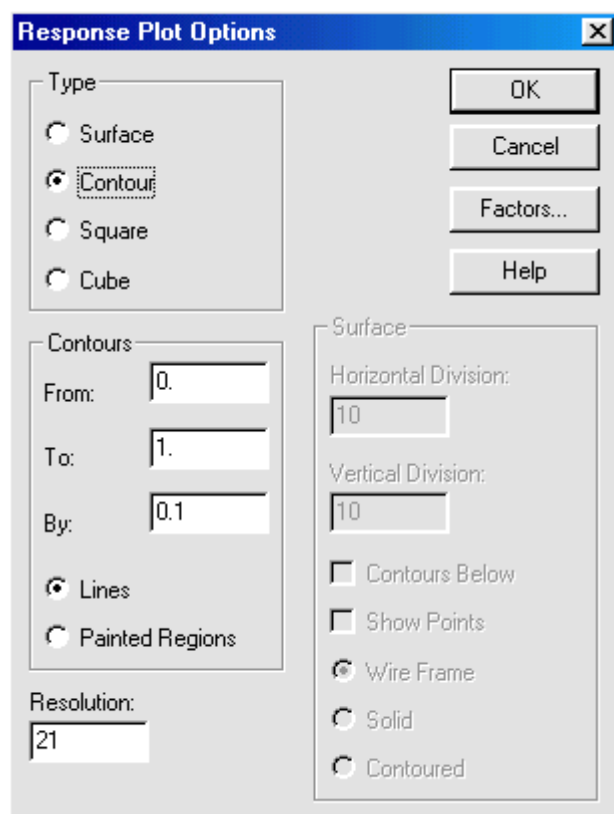 Response Plot Options
Type
Surface
Contour
Square
Cube
OK
Cancel
Factors...
Help
Contours
From:
0.
To:
1.
By:
0.1
Lines
Painted Regions
Resolution:
21
Surface
Horizontal Division:
10
Vertical Division:
10
Contours Below
Show Points
Wire Frame
Solid
Contoured